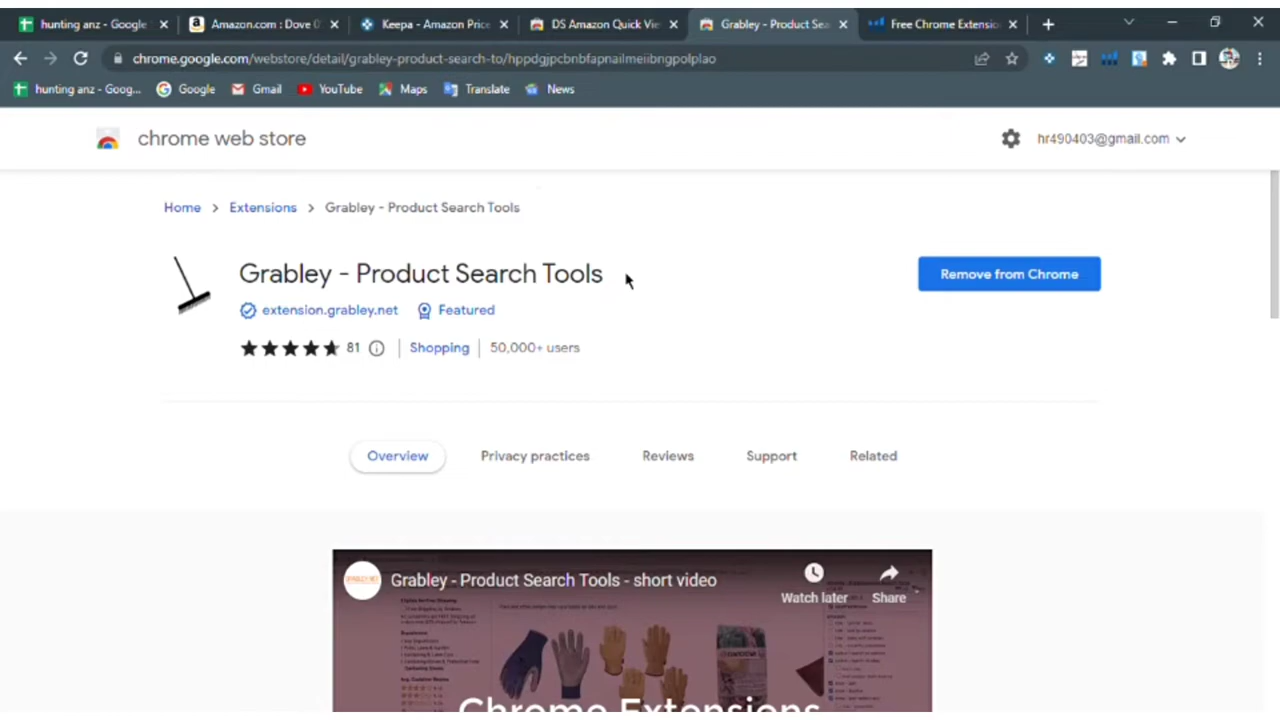 hunting anz - Google
Amazon.com : Dove
Keepa - Amazon Price
DS Amazon Quick Vie
Grabley - Product Sea
Free Chrome Extensio
chrome.google.com/webstore/detail/grabley-product-search-to/hppdgjpcbnbfapnailmeiibngpolplao
hunting anz - Goog...
Google
Gmail
YouTube
Maps
Translate
News
chrome web store
hr490403@gmail.com
Home > Extensions > Grabley - Product Search Tools
Grabley - Product Search Tools
Remove from Chrome
extension.grabley.net
Featured
81
Shopping
50,000+ users
Overview
Privacy practices
Reviews
Support
Related
Grabley - Product Search Tools - short video
Watch later
Share
Chrome Extensions